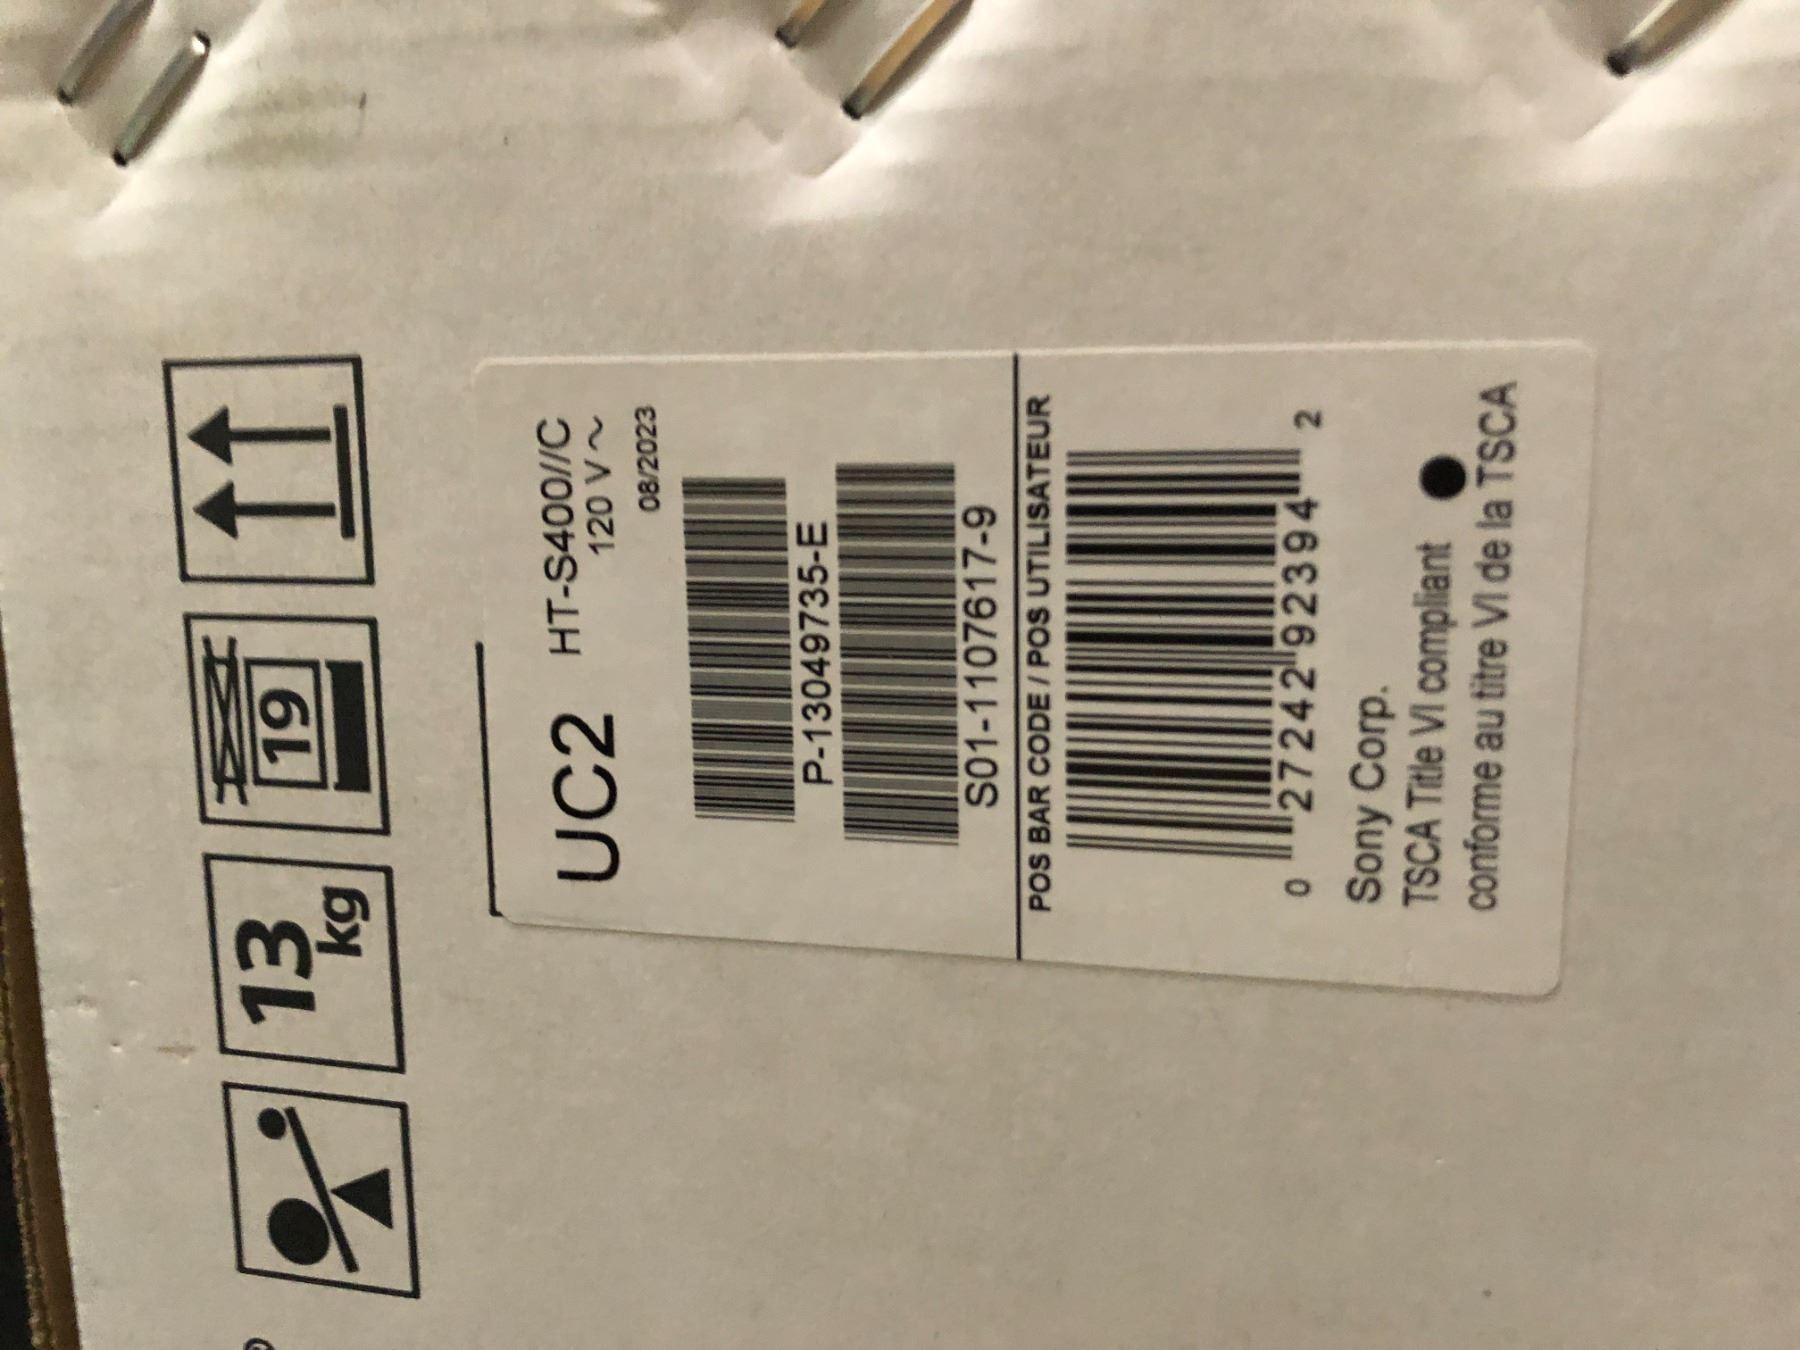 13
kg
19
UC2 HT-S400//C
120 V~
08/2023
P-13049735-E
S01-1107617-9
POS BAR CODE / POS UTILISATEUR
0 27242 92394 2
Sony Corp.
TSCA Title VI compliant
conforme au titre VI de la TSCA